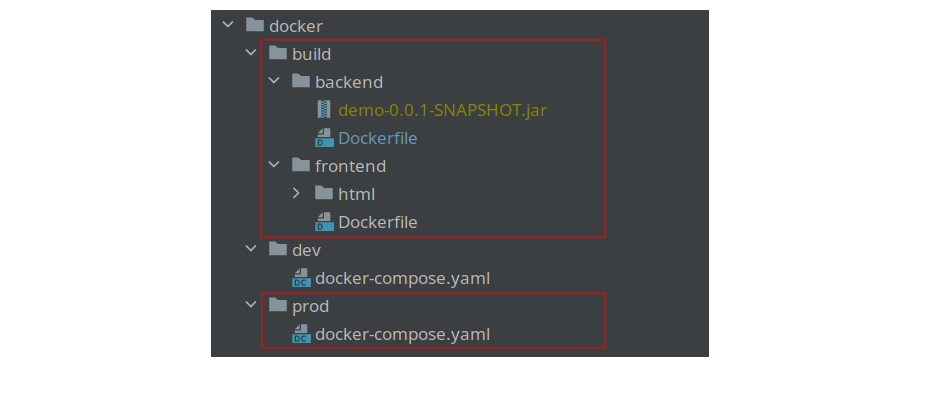 docker
build
backend
demo-0.0.1-SNAPSHOT.jar
D Dockerfile
frontend
html
D Dockerfile
dev
DC docker-compose.yaml
prod
DC docker-compose.yaml